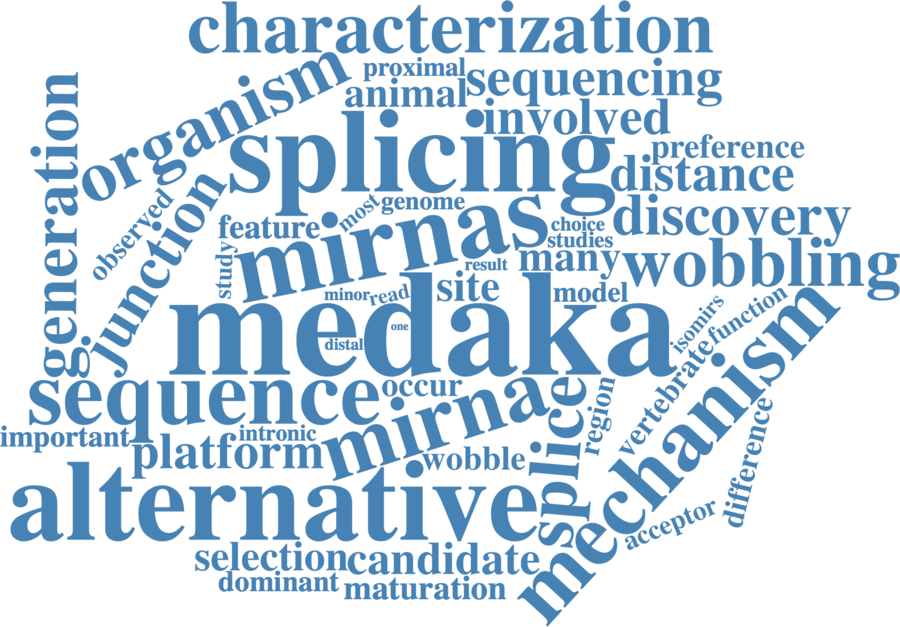 characterization
proximal
sequencing
organism
animal
involved
generation
splicing
preference
distance
junction
observed
most
genome
feature
mirnas
choice
studies
discovery
study
result
many
wobbling
minor
read
site
model
medaka
one
distal
isomirs
function
vertebrate
mechanism
sequence
occur
mirna
splice
region
difference
important
intronic
platform
wobble
alternative
acceptor
selection
candidate
dominant
maturation